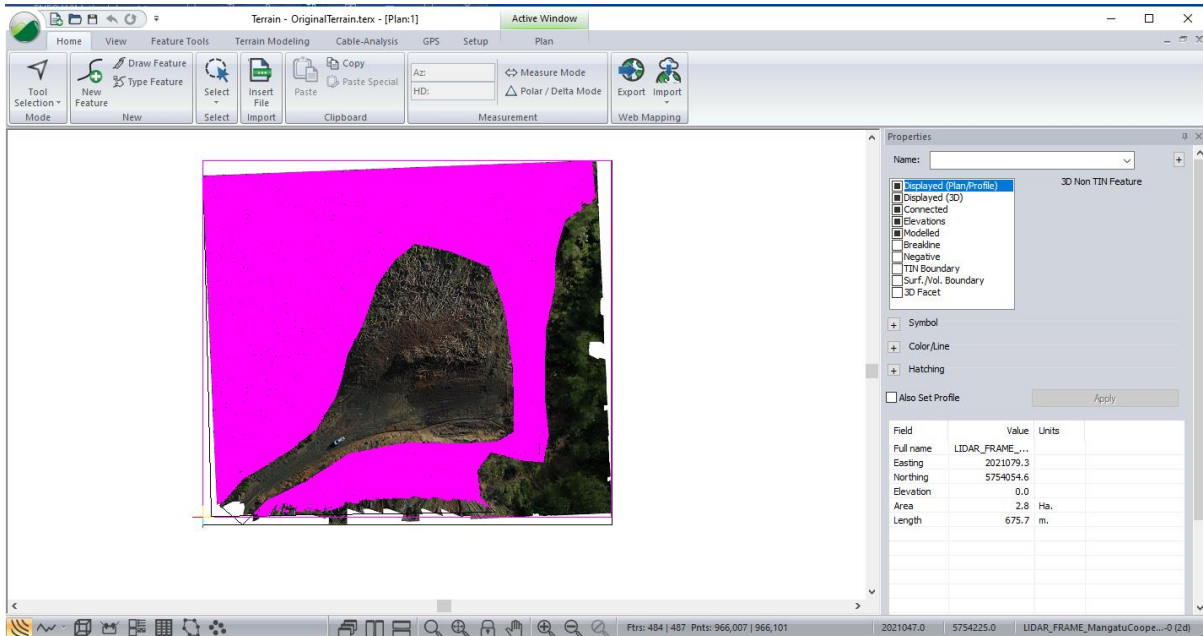 Terrain - OriginalTerrain.terx - [Plan:1]
Active Window
Home View Feature Tools Terrain Modeling Cable-Analysis GPS Setup Plan
Tool Selection
Mode
New Feature
Draw Feature
Type Feature
New
Select
Select
Insert File
Import
Paste
Copy
Paste Special
Clipboard
Az:
HD:
Measure Mode
Polar / Delta Mode
Measurement
Export
Import
Web Mapping
Properties
Name:
3D Non TIN Feature
Displayed (Plan/Profile)
Displayed (3D)
Connected
Elevations
Modelled
Breakline
Negative
TIN Boundary
Surf./Vol. Boundary
3D Facet
Symbol
Color/Line
Hatching
Also Set Profile
Apply
Field Value Units
Full name LIDAR_FRAME_...
Easting 2021079.3
Northing 5754054.6
Elevation 0.0
Area 2.8 Ha.
Length 675.7 m.
Ftrs: 484 | 487 Pnts: 966,007 | 966,101
2021047.0 5754225.0 LIDAR_FRAME_MangatuCoope...-0 (2d)